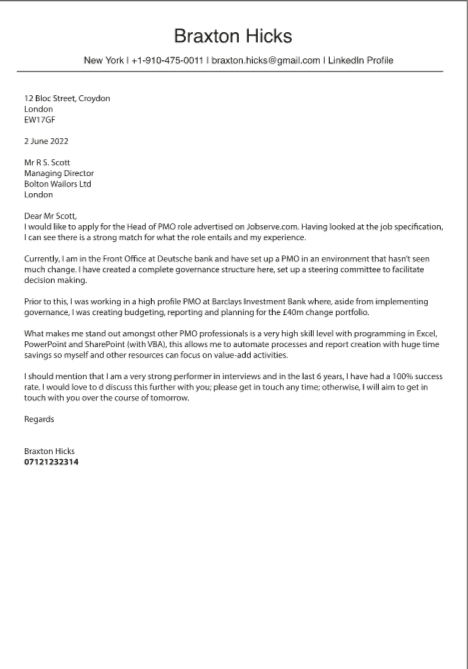 Braxton Hicks
New York | +1-910-475-0011 | braxton.hicks@gmail.com | LinkedIn Profile
12 Bloc Street, Croydon
London
EW17GF
2 June 2022
Mr R S. Scott
Managing Director
Bolton Wailors Ltd
London
Dear Mr Scott,
I would like to apply for the Head of PMO role advertised on Jobserve.com. Having looked at the job specification,
I can see there is a strong match for what the role entails and my experience.
Currently, I am in the Front Office at Deutsche bank and have set up a PMO in an environment that hasn't seen
much change. I have created a complete governance structure here, set up a steering committee to facilitate
decision making.
Prior to this, I was working in a high profile PMO at Barclays Investment Bank where, aside from implementing
governance, I was creating budgeting, reporting and planning for the £40m change portfolio.
What makes me stand out amongst other PMO professionals is a very high skill level with programming in Excel,
PowerPoint and SharePoint (with VBA), this allows me to automate processes and report creation with huge time
savings so myself and other resources can focus on value-add activities.
I should mention that I am a very strong performer in interviews and in the last 6 years, I have had a 100% success
rate. I would love to d discuss this further with you; please get in touch any time; otherwise, I will aim to get in
touch with you over the course of tomorrow.
Regards
Braxton Hicks
07121232314